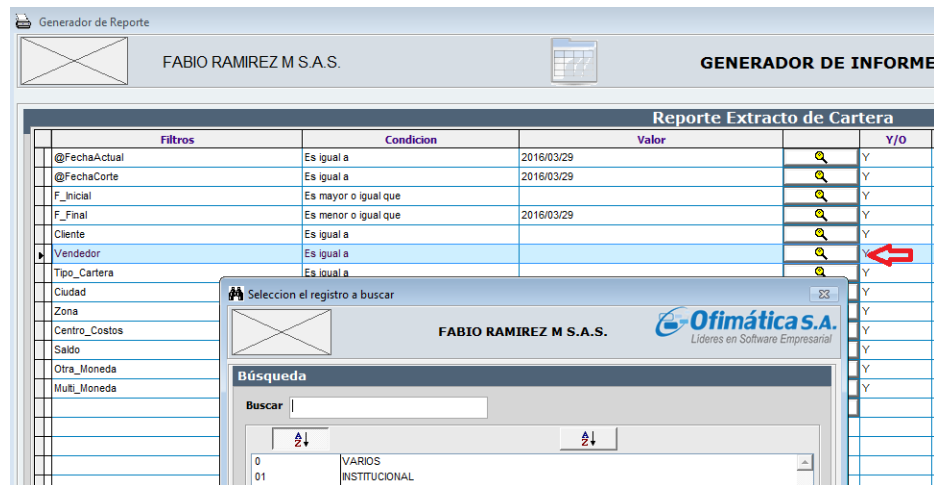 Generador de Reporte
FABIO RAMIREZ M S.A.S.
GENERADOR DE INFORME
Reporte Extracto de Cartera
Filtros Condicion Valor Y/O
@FechaActual Es igual a 2016/03/29 Y
@FechaCorte Es igual a 2016/03/29 Y
F_Inicial Es mayor o igual que Y
F_Final Es menor o igual que 2016/03/29 Y
Cliente Es igual a Y
Vendedor Es igual a Y
Tipo_Cartera Es igual a Y
Ciudad Y
Zona Y
Centro_Costos Y
Saldo Y
Otra_Moneda Y
Multi_Moneda Y
Seleccion el registro a buscar
FABIO RAMIREZ M S.A.S.
Ofimática S.A.
Líderes en Software Empresarial
Búsqueda
Buscar
AZ AZ
0 VARIOS
01 INSTITUCIONAL